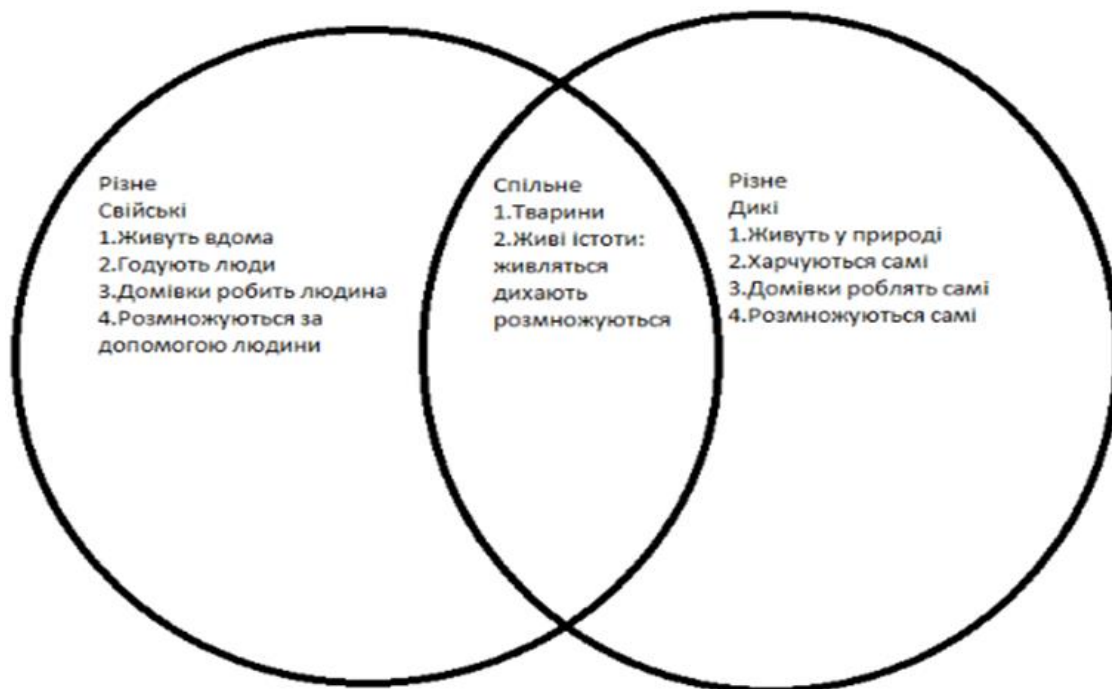 Різне
Свійські
1.Живуть вдома
2.Годують люди
3.Домівки робить людина
4.Розмножуються за
допомогою людини
Спільне
1.Тварини
2.Живі істоти:
живляться
дихають
розмножуються
Різне
Дикі
1.Живуть у природі
2.Харчуються самі
3.Домівки роблять самі
4.Розмножуються самі